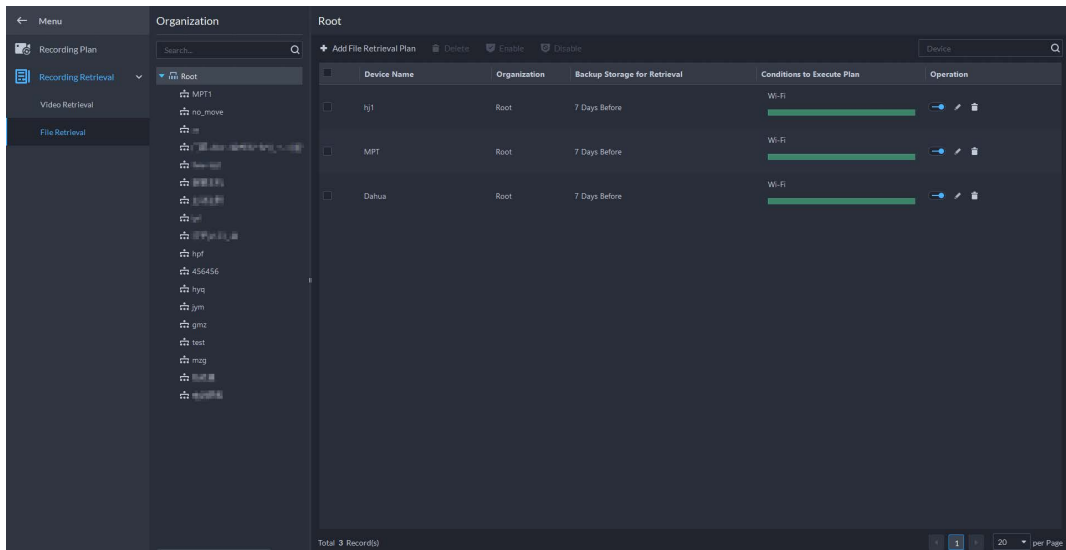 Menu
Recording Plan
Recording Retrieval
Video Retrieval
File Retrieval
Organization
Search...
Root
MPT1
no_move
hpf
456456
hyq
jym
gmz
test
mzg
Root
Add File Retrieval Plan Delete Enable Disable Device
Device Name Organization Backup Storage for Retrieval Conditions to Execute Plan Operation
hj1 Root 7 Days Before Wi-Fi
MPT Root 7 Days Before Wi-Fi
Dahua Root 7 Days Before Wi-Fi
Total 3 Record(s) 1 20 per Page